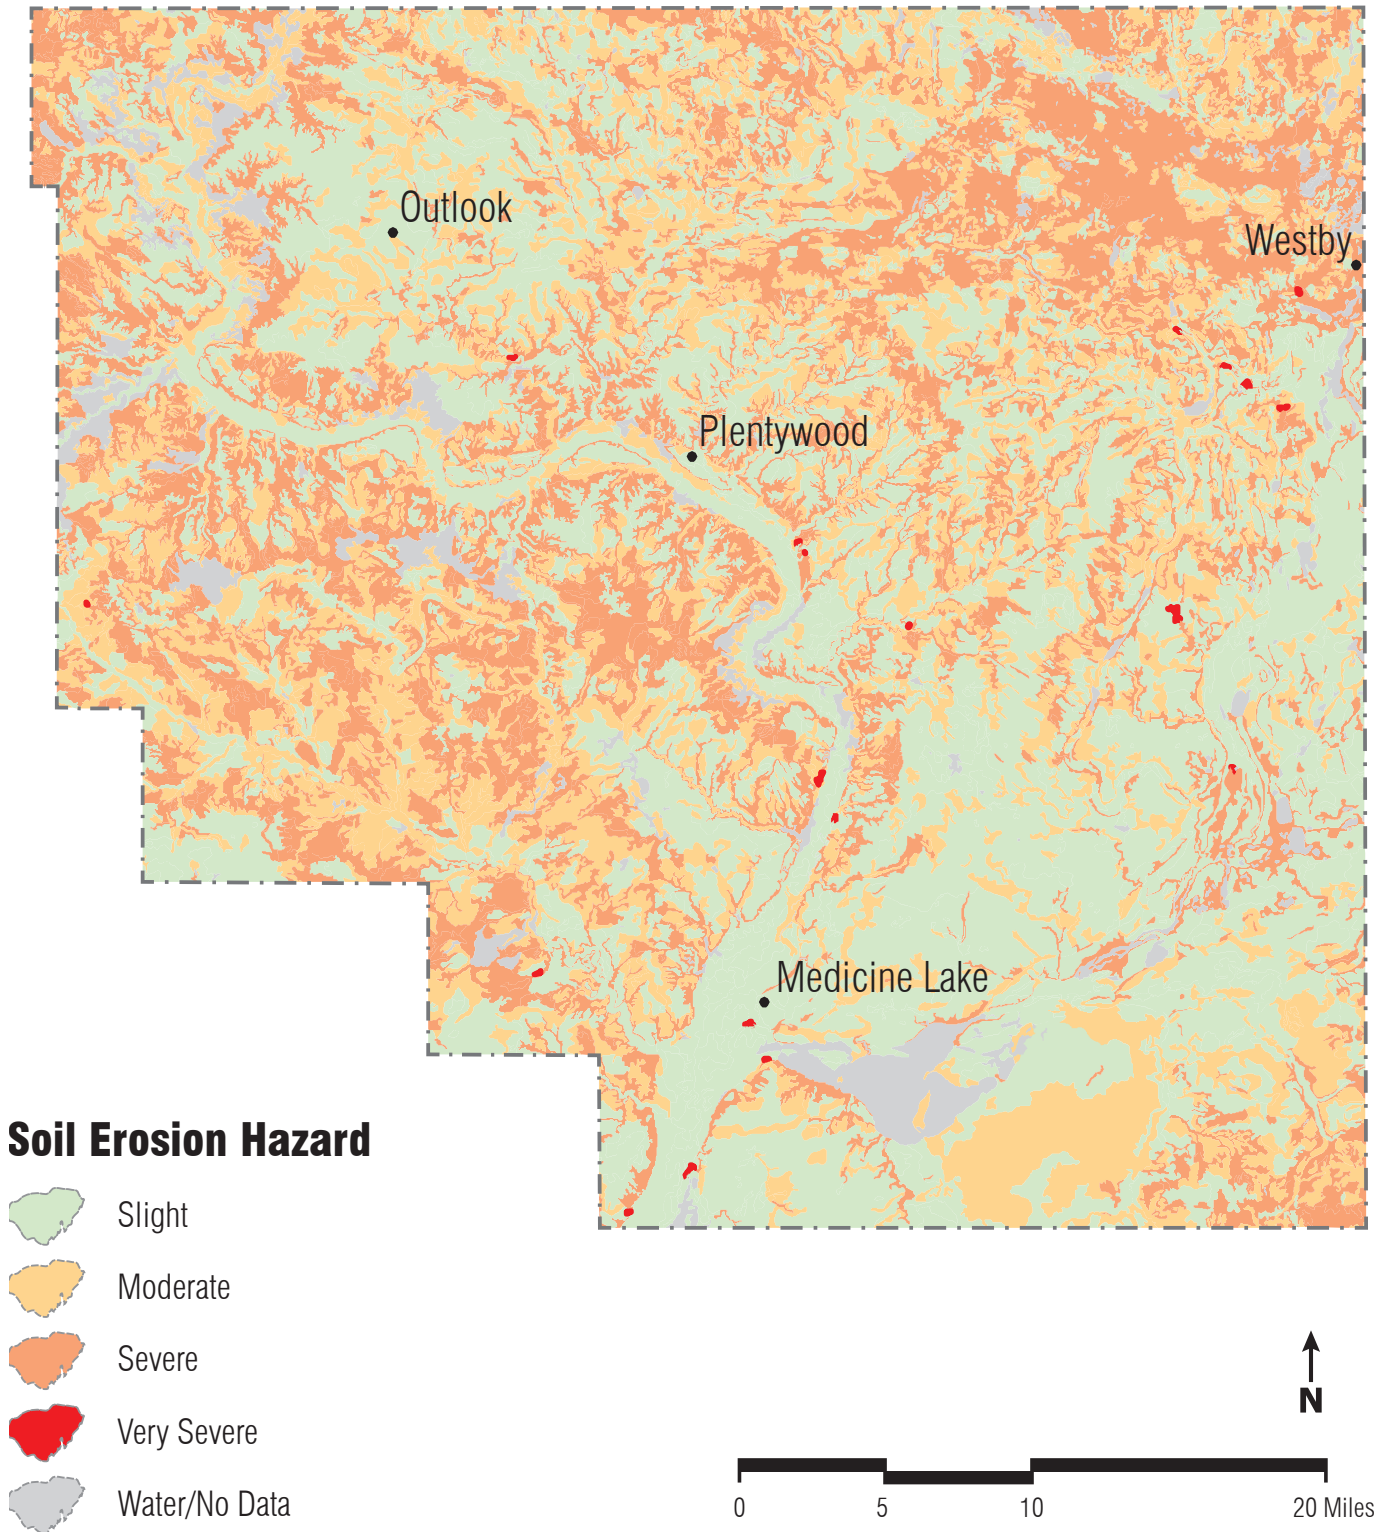 Outlook
Westby
Plentywood
Medicine Lake
Soil Erosion Hazard
Slight
Moderate
Severe
Very Severe
Water/No Data
N
0 5 10 20 Miles